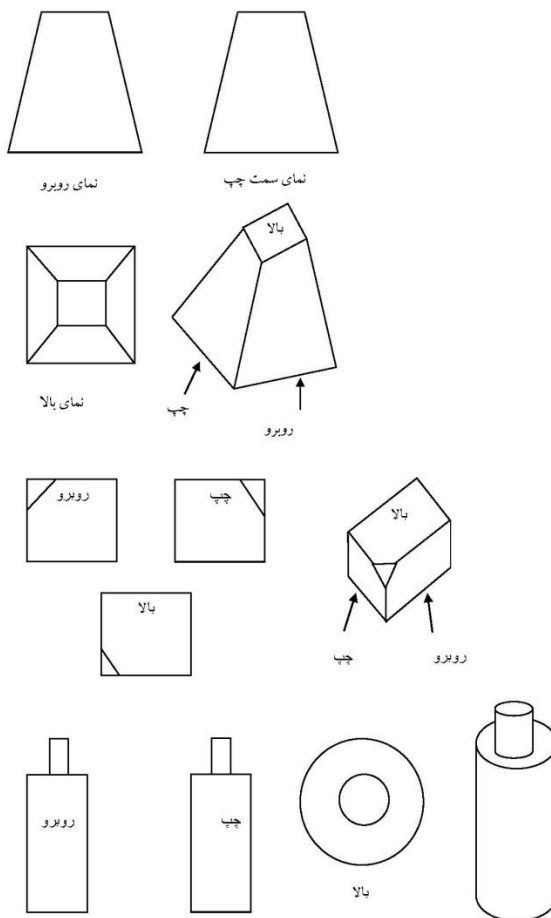 نمای روبرو
نمای سمت چپ
بالا
نمای بالا
چپ
روبرو
روبرو
چپ
بالا
بالا
چپ
روبرو
روبرو
چپ
بالا